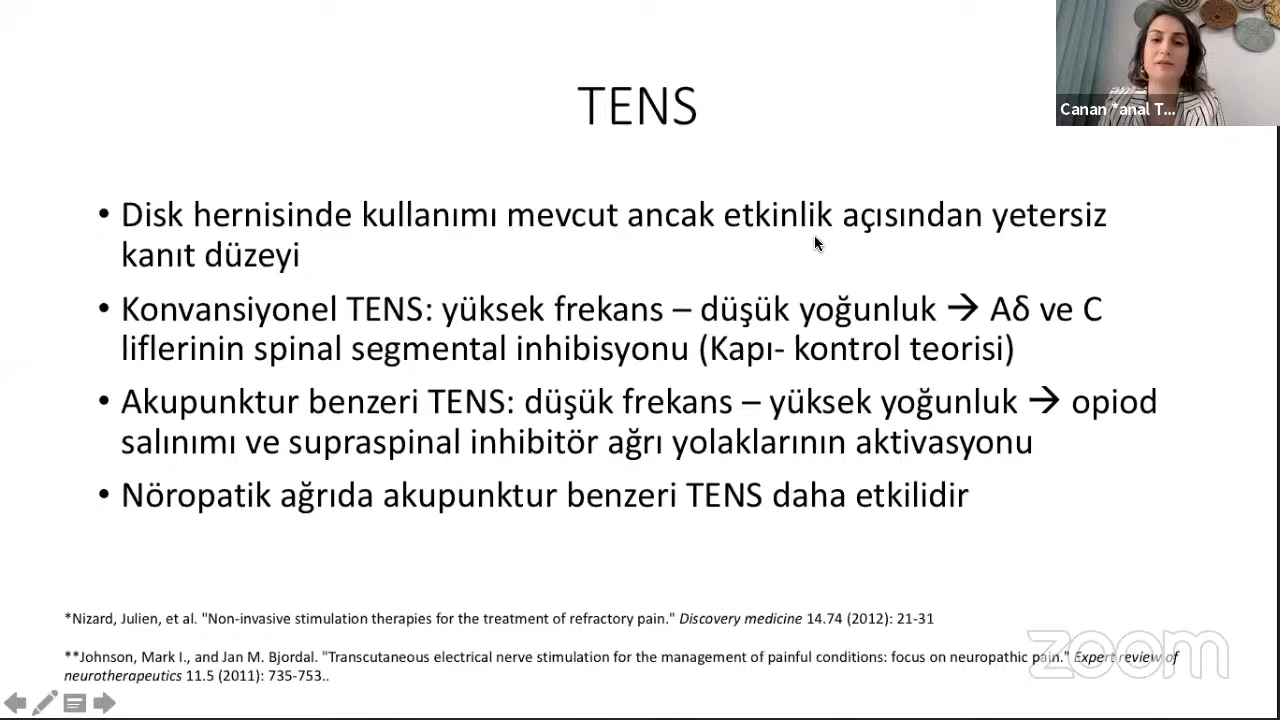 TENS
Canan *anal T...
• Disk hernisinde kullanımı mevcut ancak etkinlik açısından yetersiz
kanıt düzeyi
• Konvansiyonel TENS: yüksek frekans – düşük yoğunluk → Aδ ve C
liflerinin spinal segmental inhibisyonu (Kapı- kontrol teorisi)
• Akupunktur benzeri TENS: düşük frekans – yüksek yoğunluk → opiod
salınımı ve supraspinal inhibitör ağrı yolaklarının aktivasyonu
• Nöropatik ağrıda akupunktur benzeri TENS daha etkilidir
*Nizard, Julien, et al. "Non-invasive stimulation therapies for the treatment of refractory pain." Discovery medicine 14.74 (2012): 21-31
**Johnson, Mark I., and Jan M. Bjordal. "Transcutaneous electrical nerve stimulation for the management of painful conditions: focus on neuropathic pain." Expert review of
neurotherapeutics 11.5 (2011): 735-753..
zoom